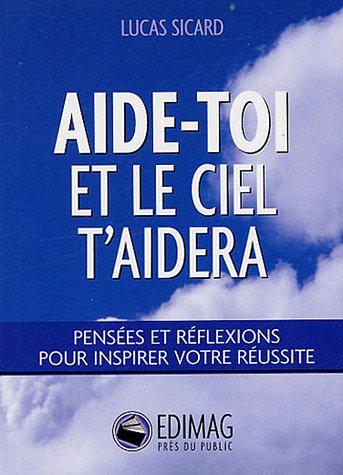 LUCAS SICARD
AIDE-TOI
ET LE CIEL
T'AIDERA
PENSÉES ET RÉFLEXIONS
POUR INSPIRER VOTRE RÉUSSITE
EDIMAG
PRÈS DU PUBLIC